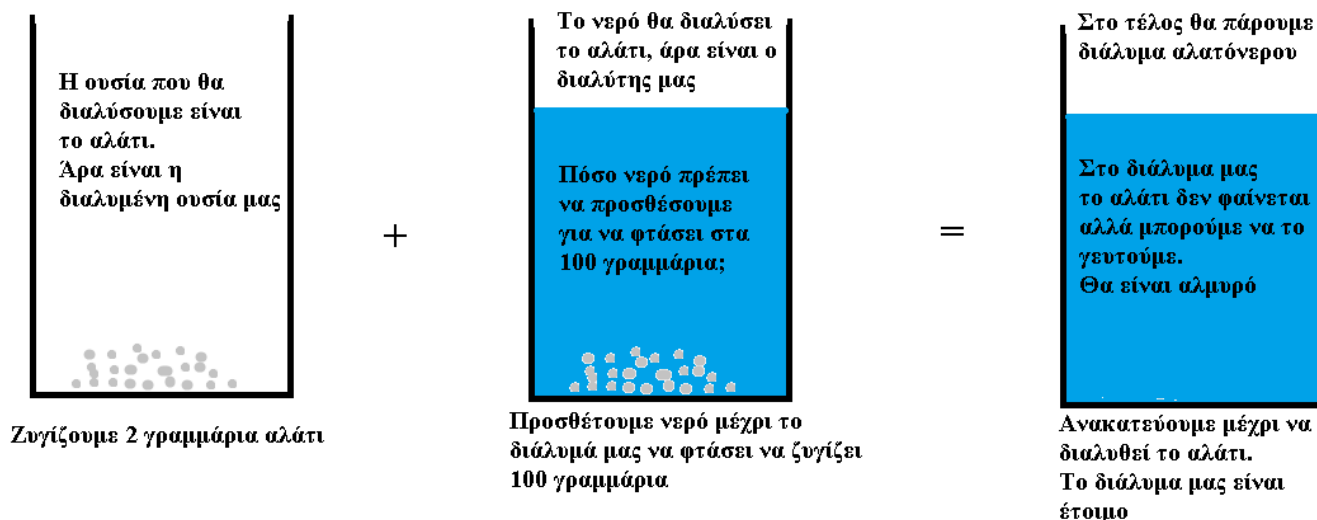 Η ουσία που θα
διαλύσουμε είναι
το αλάτι.
Άρα είναι η
διαλυμένη ουσία μας
Ζυγίζουμε 2 γραμμάρια αλάτι
+
Το νερό θα διαλύσει
το αλάτι, άρα είναι ο
διαλύτης μας
Πόσο νερό πρέπει
να προσθέσουμε
για να φτάσει στα
100 γραμμάρια;
Προσθέτουμε νερό μέχρι το
διάλυμά μας να φτάσει να ζυγίζει
100 γραμμάρια
=
Στο τέλος θα πάρουμε
διάλυμα αλατόνερου
Στο διάλυμα μας
το αλάτι δεν φαίνεται
αλλά μπορούμε να το
γευτούμε.
Θα είναι αλμυρό
Ανακατεύουμε μέχρι να
διαλυθεί το αλάτι.
Το διάλυμα μας είναι
έτοιμο